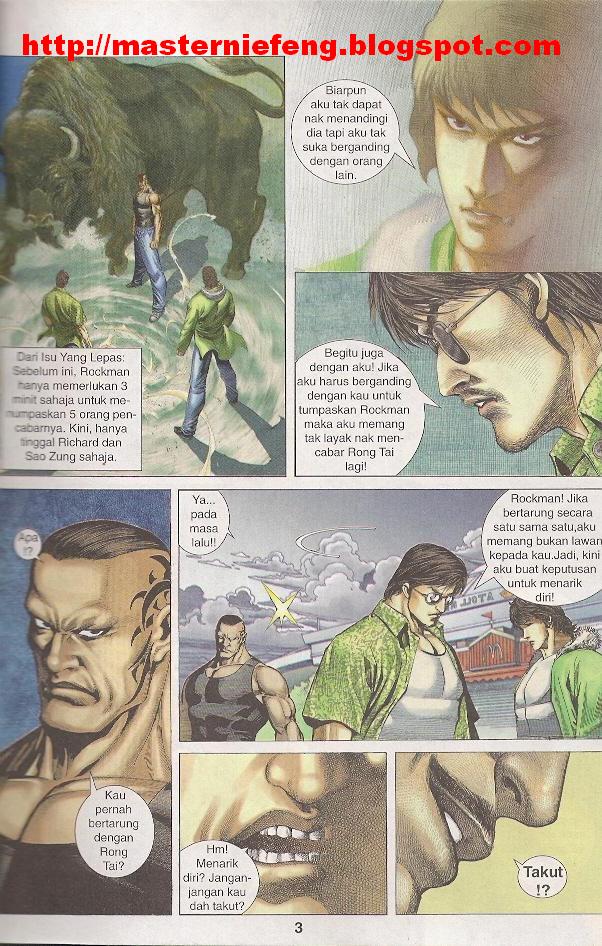 http://masterniefeng.blogspot.com
Biarpun
aku tak dapat
nak menandingi
dia tapi aku tak
suka berganding
dengan orang
lain.
Dari Isu Yang Lepas:
Sebelum ini, Rockman
hanya memerlukan 3
minit sahaja untuk me-
numpaskan 5 orang pen-
cabarnya. Kini, hanya
tinggal Richard dan
Sao Zung sahaja.
Begitu juga
dengan aku! Jika
aku harus berganding
dengan kau untuk
tumpaskan Rockman
maka aku memang
tak layak nak men-
cabar Rong Tai
lagi!
Apa
!?
Kau
pernah
bertarung
dengan
Rong
Tai?
Ya...
pada
masa
lalu!!
Rockman! Jika
bertarung secara
satu sama satu,aku
memang bukan lawan
kepada kau.Jadi, kini
aku buat keputusan
untuk menarik
diri!
ATOLL
Hm!
Menarik
diri? Jangan-
jangan kau
dah takut?
Takut
!?
3